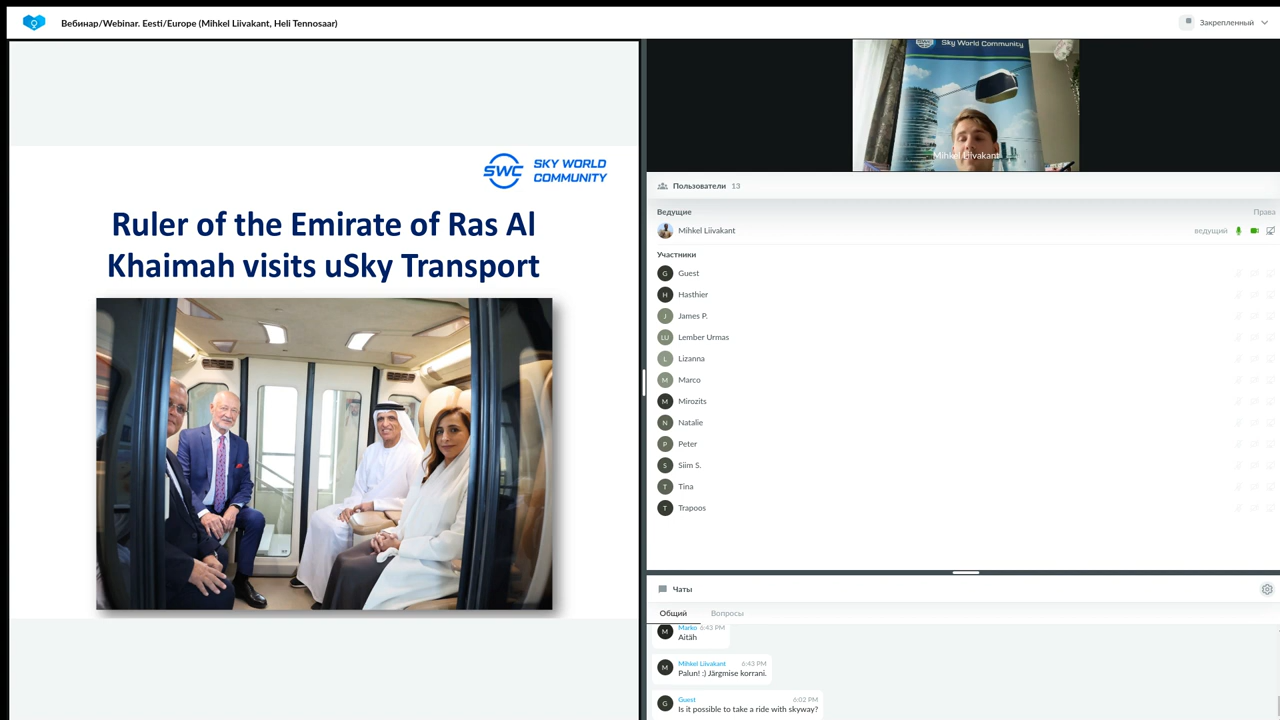 Вебинар/Webinar. Eesti/Europe (Mihkel Liivakant, Heli Tennosaar)
Закрепленный
SWC
SKY WORLD
COMMUNITY
Ruler of the Emirate of Ras Al
Khaimah visits uSky Transport
Sky World Community
Mihkel Liivakant
Пользователи 13
Ведущие
Права
Mihkel Liivakant
ведущий
Участники
G Guest
H Hasthier
J James P.
LU Lember Urmas
L Lizanna
M Marco
M Mirozits
N Natalie
P Peter
S Siim S.
T Tina
T Trapoos
Чаты
Общий Вопросы
M Marko 6:43 PM
Aitäh
M Mihkel Liivakant 6:43 PM
Palun! :) Järgmise korrani.
G Guest 6:02 PM
Is it possible to take a ride with skyway?